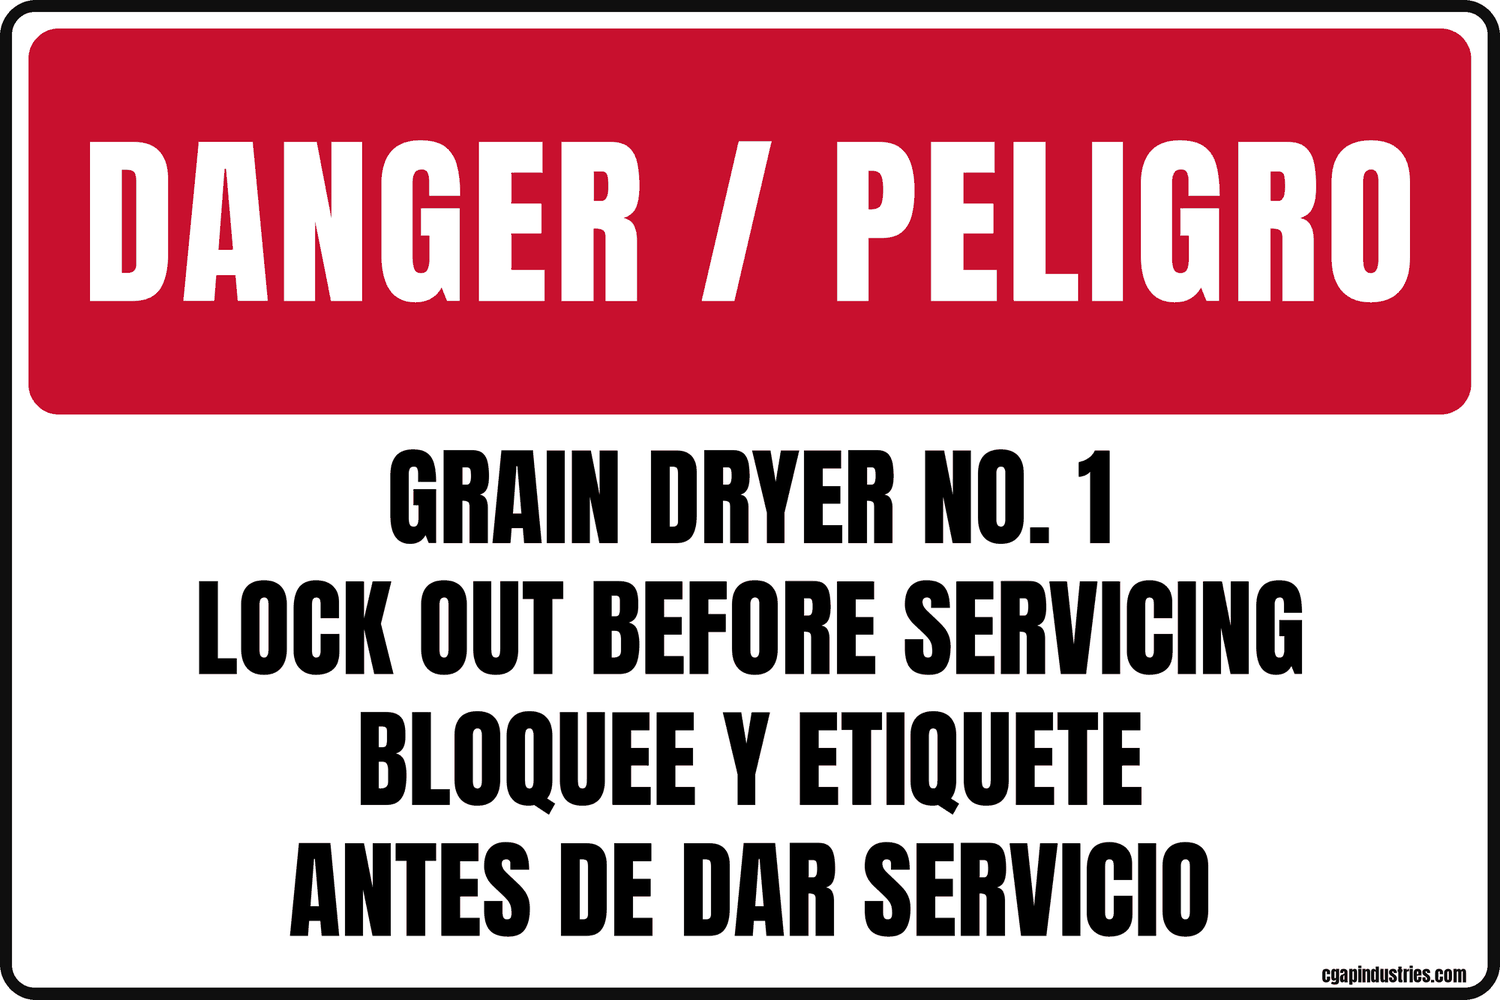 DANGER / PELIGRO
GRAIN DRYER NO. 1
LOCK OUT BEFORE SERVICING
BLOQUEE Y ETIQUETE
ANTES DE DAR SERVICIO
cgapindustries.com